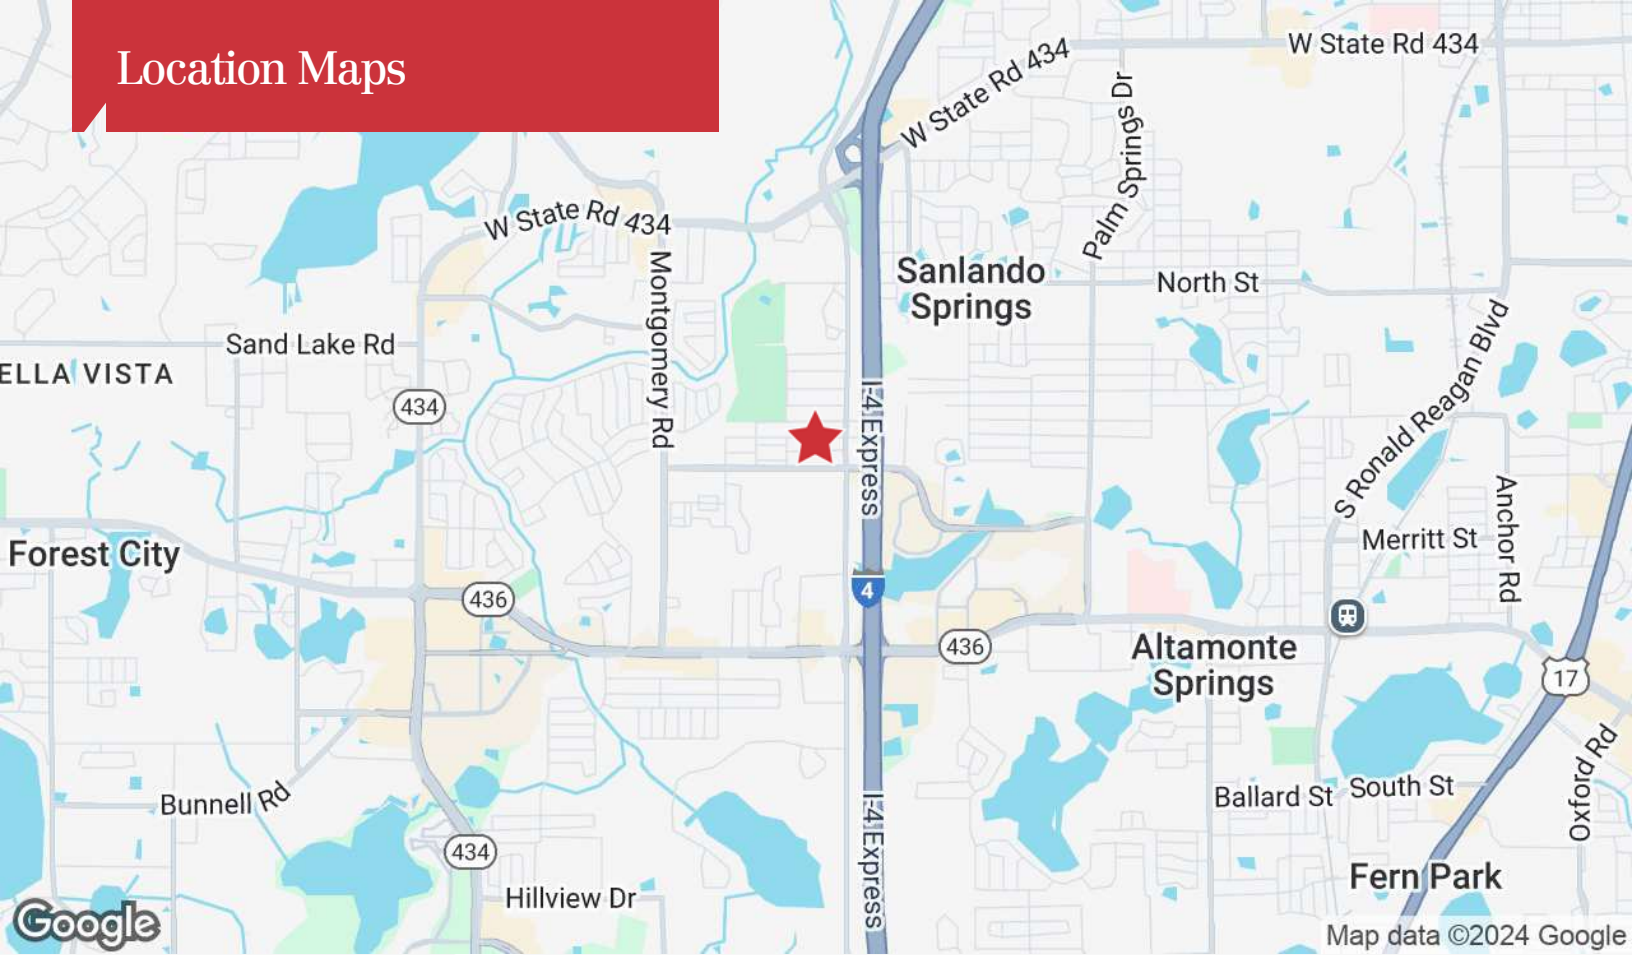 Location Maps
W State Rd 434
W State Rd 434
Palm Springs Dr
W State Rd 434
Montgomery Rd
Sanlando
Springs
North St
Sand Lake Rd
ELLA VISTA
434
I-4 Express
S Ronald Reagan Blvd
Anchor Rd
Merritt St
Forest City
4
436
436
Altamonte
Springs
17
Oxford Rd
Bunnell Rd
Ballard St
South St
I-4 Express
434
Fern Park
Hillview Dr
Google
Map data ©2024 Google